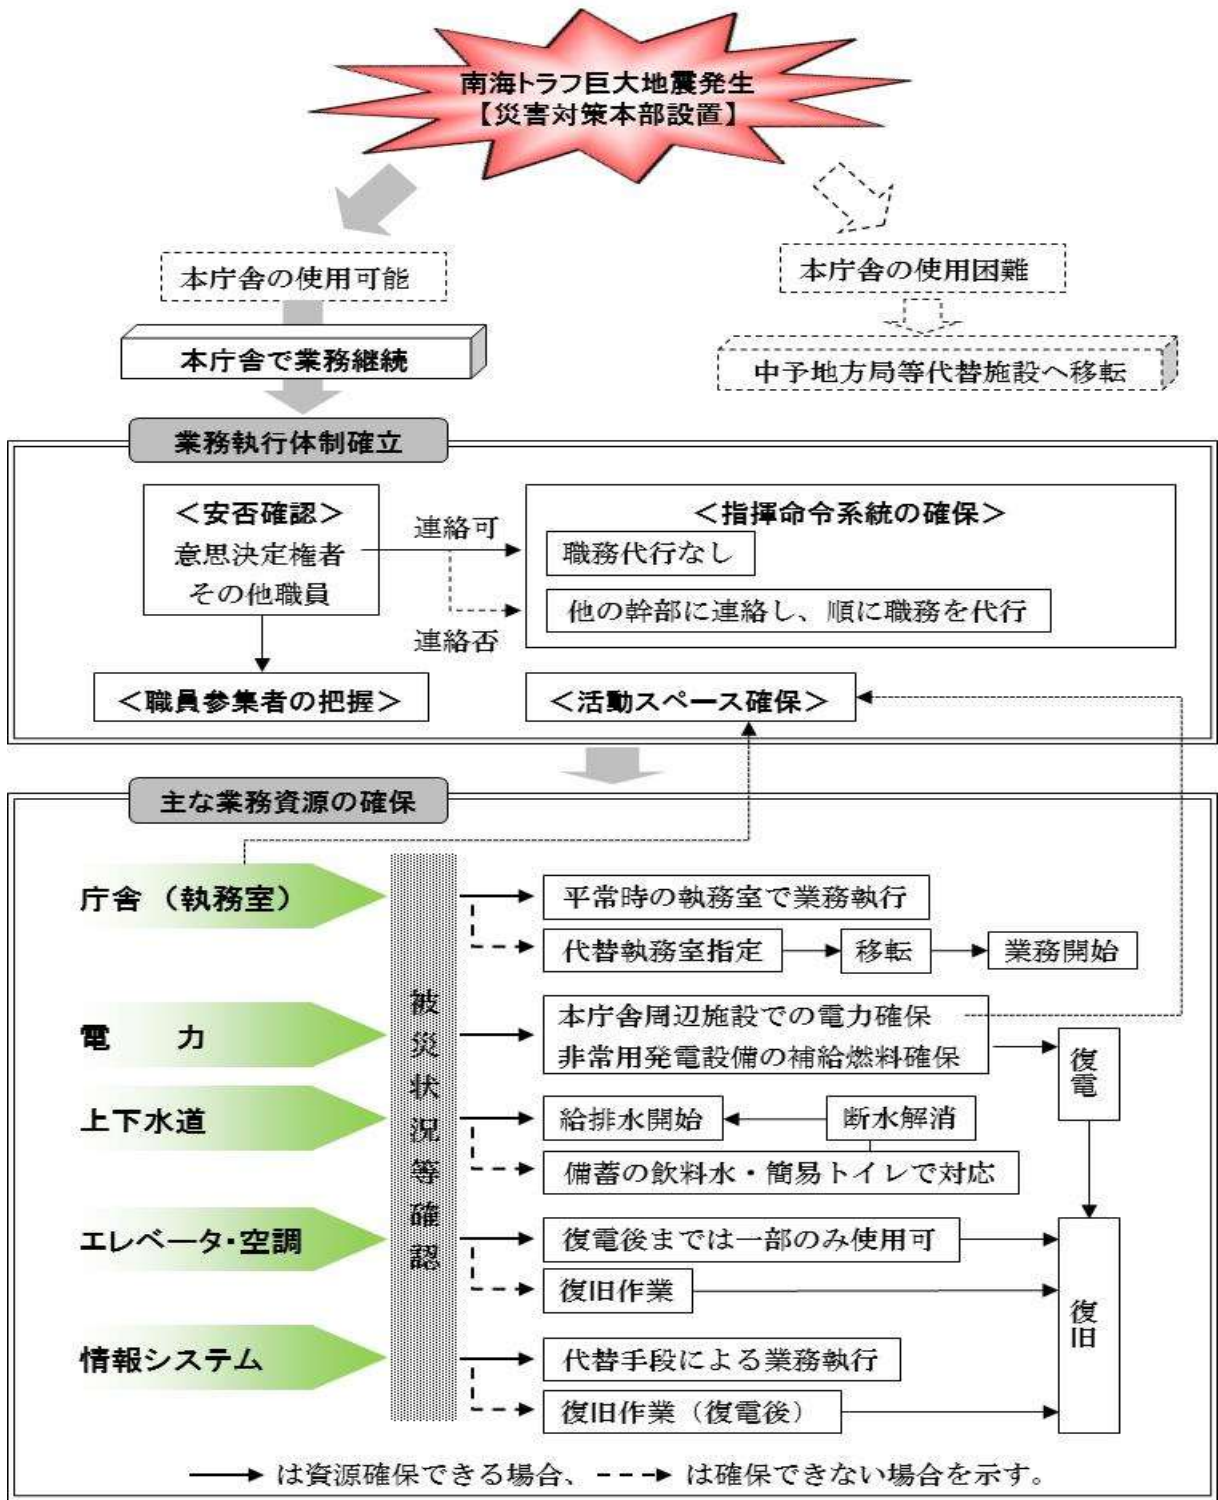 南海トラフ巨大地震発生
【災害対策本部設置】
本庁舎の使用可能
本庁舎の使用困難
本庁舎で業務継続
中予地方局等代替施設へ移転
業務執行体制確立
＜安否確認＞
意思決定権者
その他職員
連絡可
連絡否
＜指揮命令系統の確保＞
職務代行なし
他の幹部に連絡し、順に職務を代行
＜職員参集者の把握＞
＜活動スペース確保＞
主な業務資源の確保
被災状況等確認
庁舎（執務室）
平常時の執務室で業務執行
代替執務室指定
移転
業務開始
電　　力
本庁舎周辺施設での電力確保
非常用発電設備の補給燃料確保
復電
上下水道
給排水開始
断水解消
備蓄の飲料水・簡易トイレで対応
エレベータ・空調
復電後までは一部のみ使用可
復旧作業
復旧
情報システム
代替手段による業務執行
復旧作業（復電後）
は資源確保できる場合、 は確保できない場合を示す。